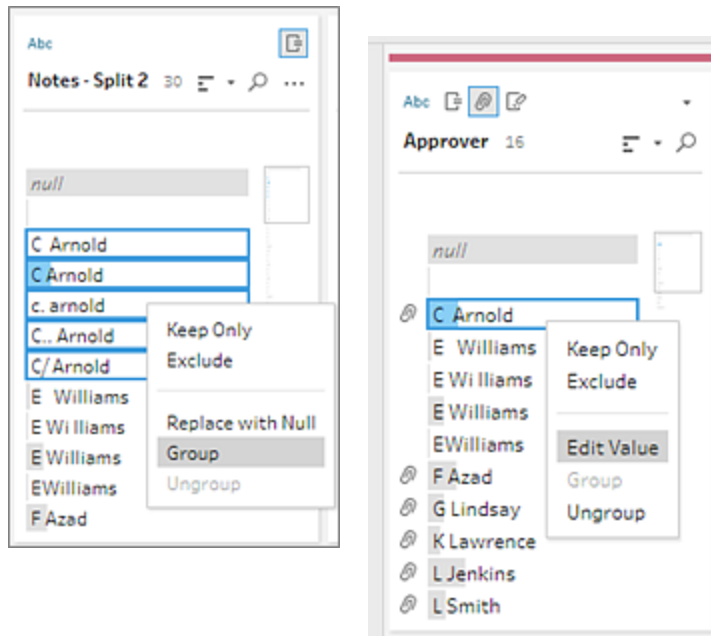 Abc
Notes - Split 2 30
null
C Arnold
C Arnold
c. arnold
C.. Arnold
C/ Arnold
E Williams
E Wi lliams
E Williams
EWilliams
F Azad
Keep Only
Exclude
Replace with Null
Group
Ungroup
Abc
Approver 16
null
C Arnold
E Williams
E Wi lliams
E Williams
EWilliams
F Azad
G Lindsay
K Lawrence
L Jenkins
L Smith
Keep Only
Exclude
Edit Value
Group
Ungroup